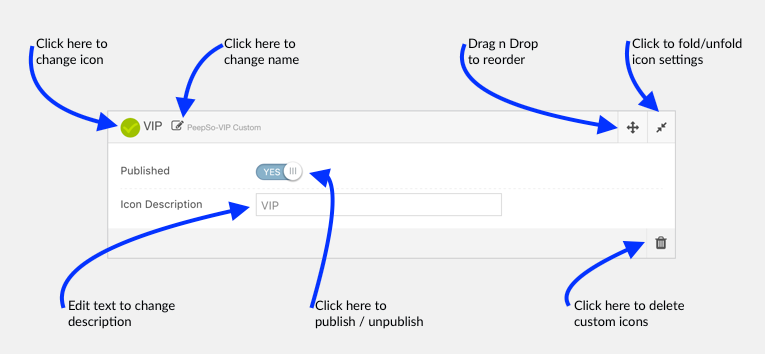 Click here to
change icon
Click here to
change name
Drag n Drop
to reorder
Click to fold/unfold
icon settings
VIP
PeepSo-VIP Custom
Published
YES
Icon Description
VIP
Edit text to change
description
Click here to
publish / unpublish
Click here to delete
custom icons